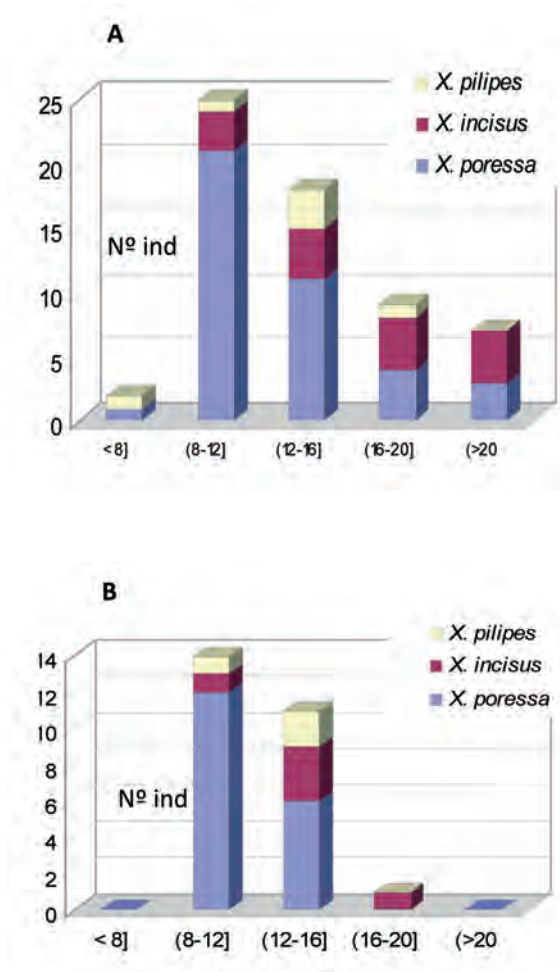 A
X. pilipes
X. incisus
X. poressa
25
20
15
10
5
0
Nº ind
< 8]
(8-12]
(12-16]
(16-20]
(>20
B
X. pilipes
X. incisus
X. poressa
14
12
10
8
6
4
2
0
Nº ind
< 8]
(8-12]
(12-16]
(16-20]
(>20